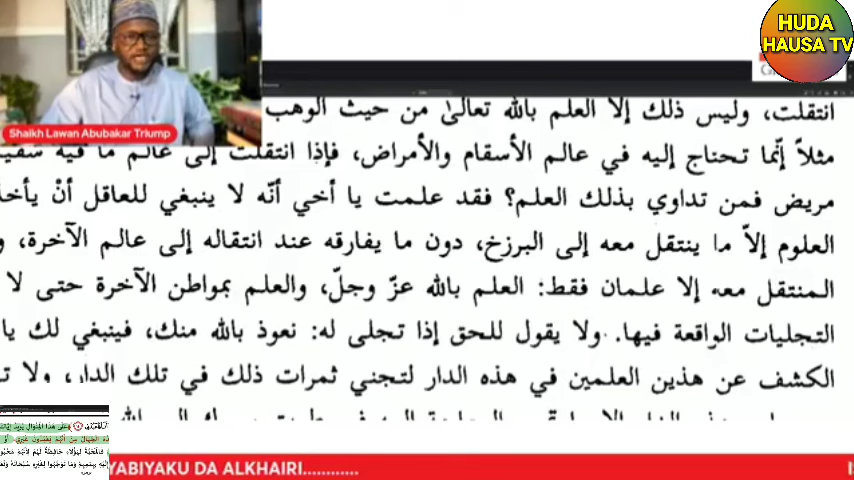 HUDA
HAUSA TV
Shaikh Lawan Abubakar Triump
انتقلت، وليس ذلك إلا العلم بالله تعالى من حيث الوهب
مثلاً إنّما تحتاج إليه في عالم الأسقام والأمراض، فإذا انتقلت إلى عالم ما فيه
مريض فمن تداوي بذلك العلم؟ فقد علمت يا أخي أنّه لا ينبغي للعاقل أنْ
العلوم إلاّ ما ينتقل معه إلى البرزخ، دون ما يفارقه عند انتقاله إلى عالم الآخرة،
المنتقل معه إلا علمان فقط: العلم بالله عزّ وجلّ، والعلم بمواطن الآخرة حتى لا
التجليات الواقعة فيها. ولا يقول للحق إذا تجلى له: نعوذ بالله منك، فينبغي لك يا
الكشف عن هذين العلمين في هذه الدار لتجني ثمرات ذلك في تلك الدار، ولا
YABIYAKU DA ALKHAIRI............